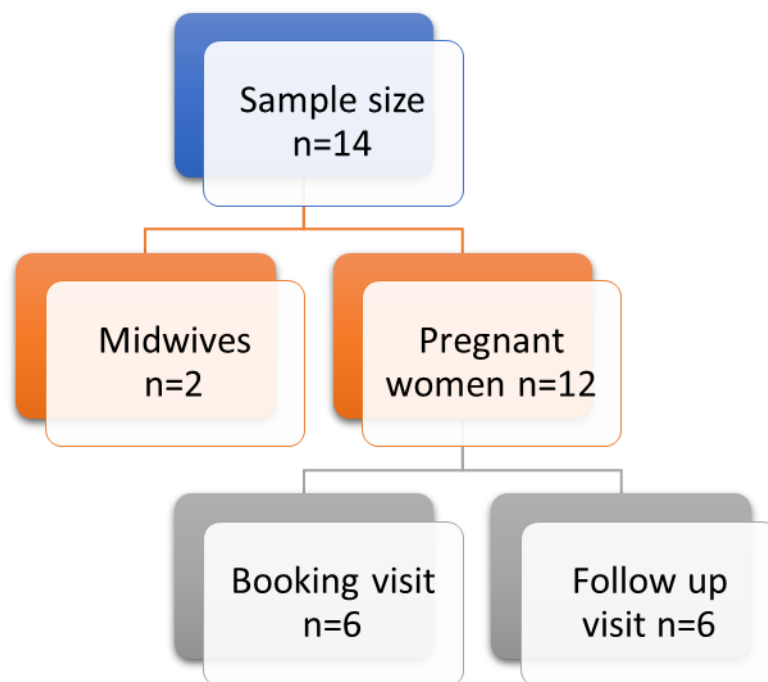 Sample size
n=14
Midwives
n=2
Pregnant
women n=12
Booking visit
n=6
Follow up
visit n=6